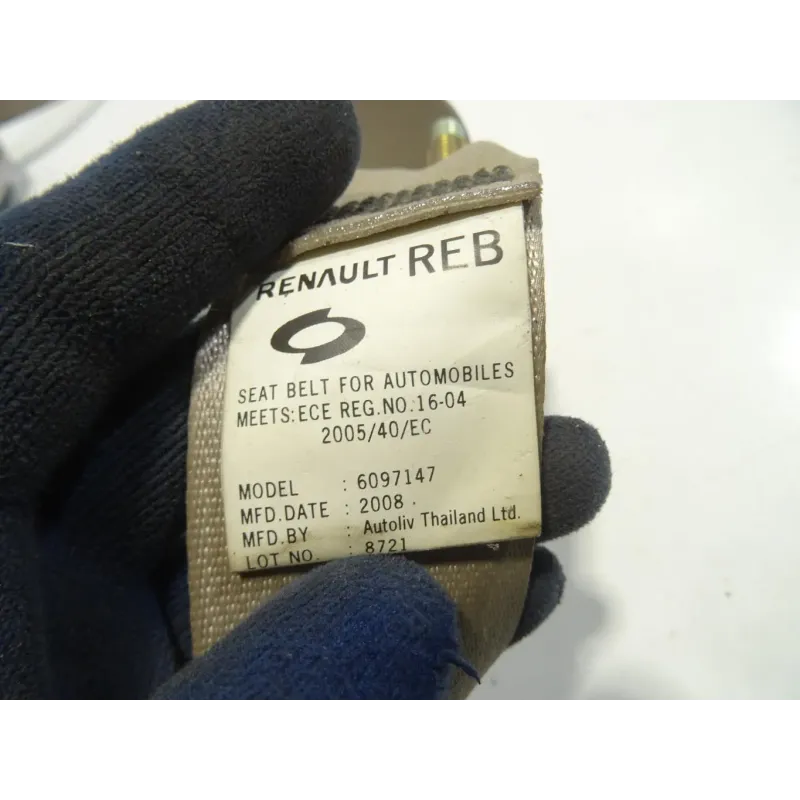 RENAULT REB
SEAT BELT FOR AUTOMOBILES
MEETS:ECE REG.NO.16-04
2005/40/EC
MODEL : 6097147
MFD.DATE : 2008 .
MFD.BY : Autoliv Thailand Ltd.
LOT NO. : 8721